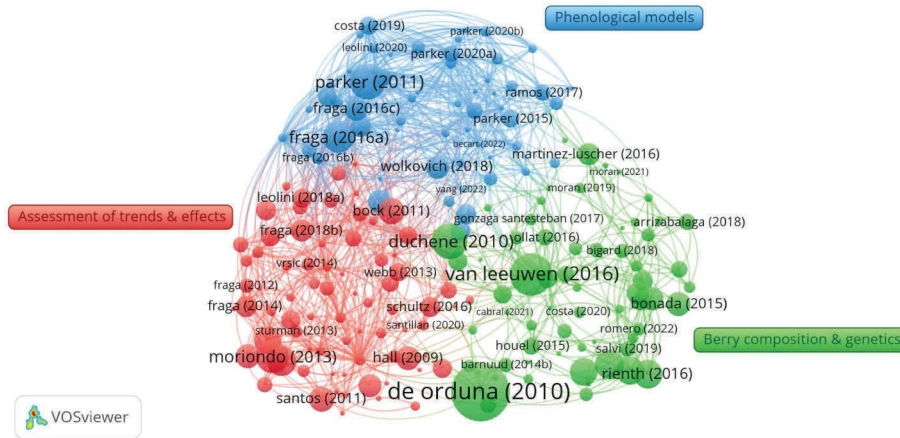 costa (2019)
Phenological models
parker (2020b)
leolini (2020)
parker (2020a)
parker (2011)
ramos (2017)
fraga (2016c)
parker (2015)
fraga (2016a)
becart (2022)
fraga (2016b)
martinez-luscher (2016)
wolkovich (2018)
moran (2021)
yang (2022)
moran (2019)
leolini (2018a)
bock (2011)
Assessment of trends & effects
gonzaga santesteban (2017)
arrizabalaga (2018)
fraga (2018b)
duchene (2010)
ollat (2016)
bigard (2018)
vrsic (2014)
webb (2013)
van leeuwen (2016)
fraga (2012)
fraga (2014)
schultz (2016)
cabral (2021)
costa (2020)
bonada (2015)
sturman (2013)
santillan (2020)
romero (2022)
houel (2015)
salvi (2019)
Berry composition & genetics
moriondo (2013)
hall (2009)
barnuud (2014b)
rienth (2016)
santos (2011)
de orduna (2010)
VOSviewer